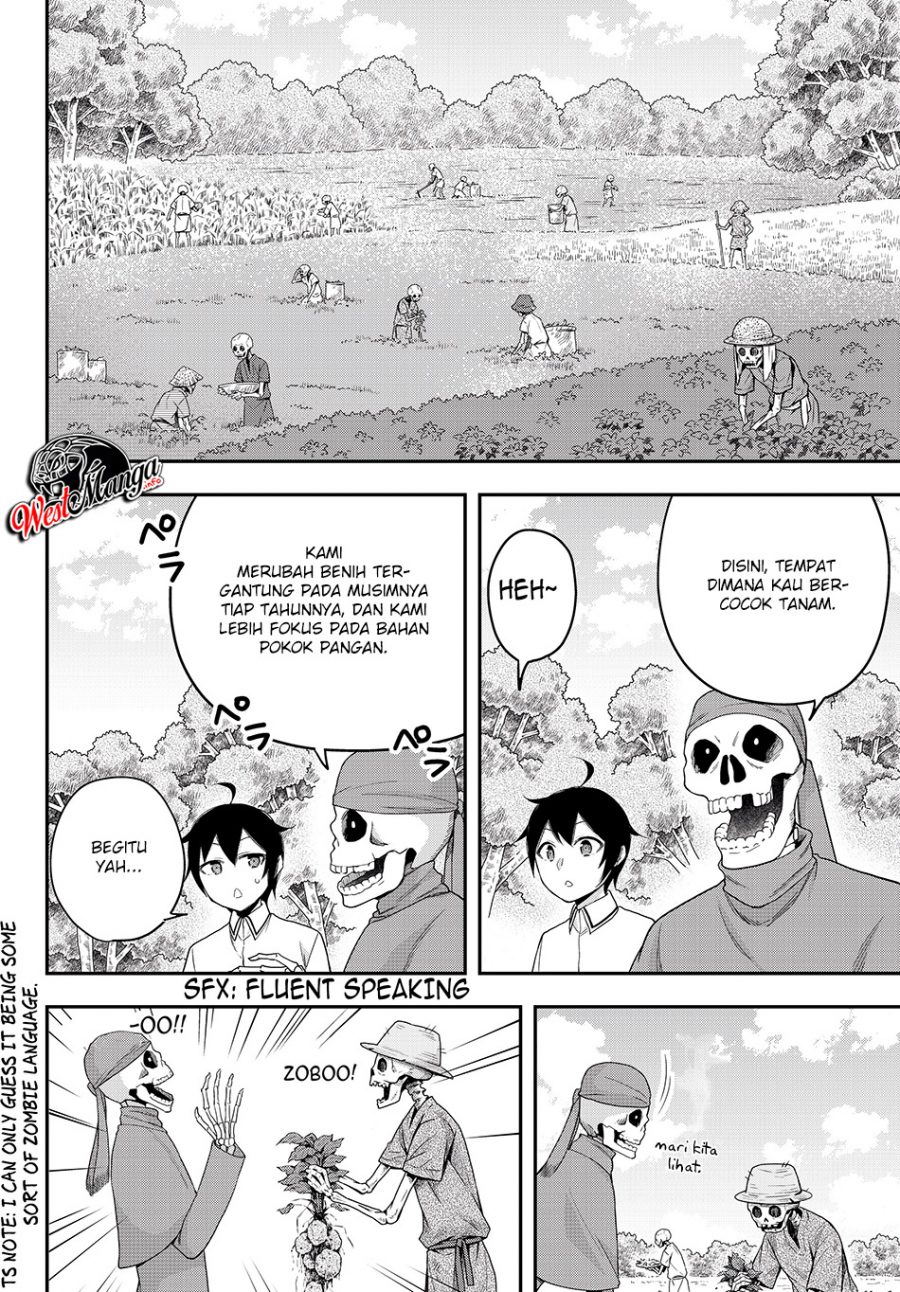 WestManga
.info
DISINI, TEMPAT
DIMANA KAU BER-
COCOK TANAM.
HEH~
KAMI
MERUBAH BENIH TER-
GANTUNG PADA MUSIMNYA
TIAP TAHUNNYA, DAN KAMI
LEBIH FOKUS PADA BAHAN
POKOK PANGAN.
ペラ
ペラ
ペラ
BEGITU
YAH...
SFX: FLUENT SPEAKING
mari kita
lihat.
ZOBOO!
-OO!!
TS NOTE: I CAN ONLY GUESS IT BEING SOME
SORT OF ZOMBIE LANGUAGE.